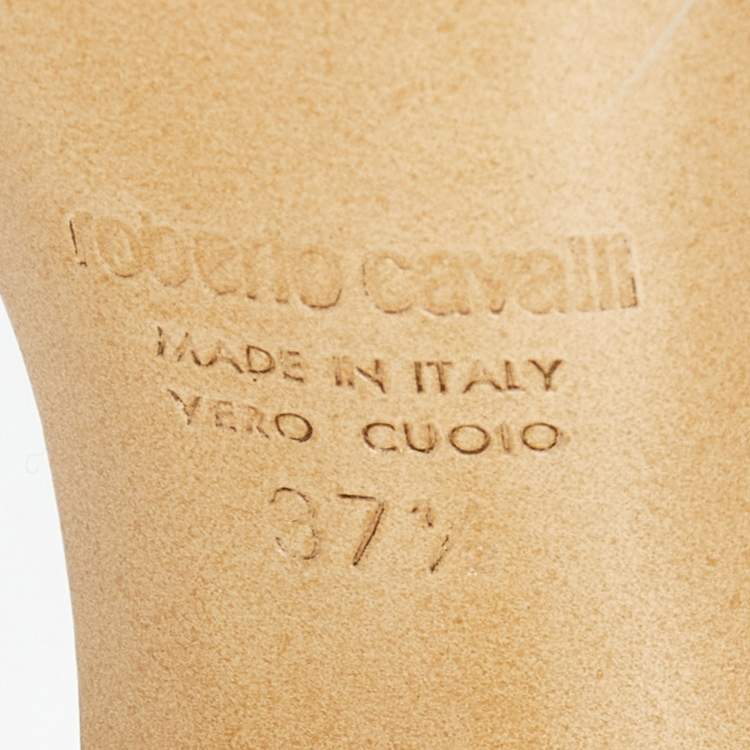 roberto cavalli
MADE IN ITALY
VERO CUOIO
37½